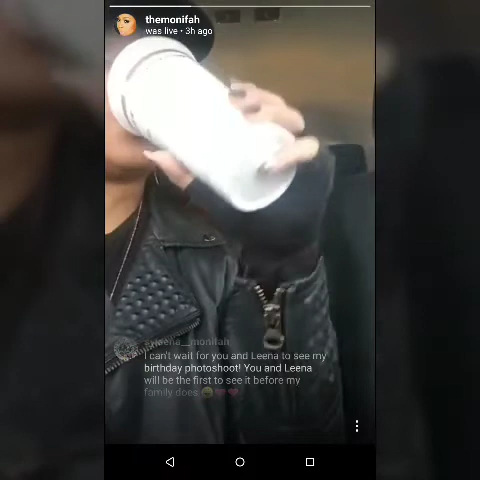 themonifah
was live • 3h ago
I can't wait for you and Leena to see my
birthday photoshoot! You and Leena
will be the first to see it before my
family does 😂❤❤